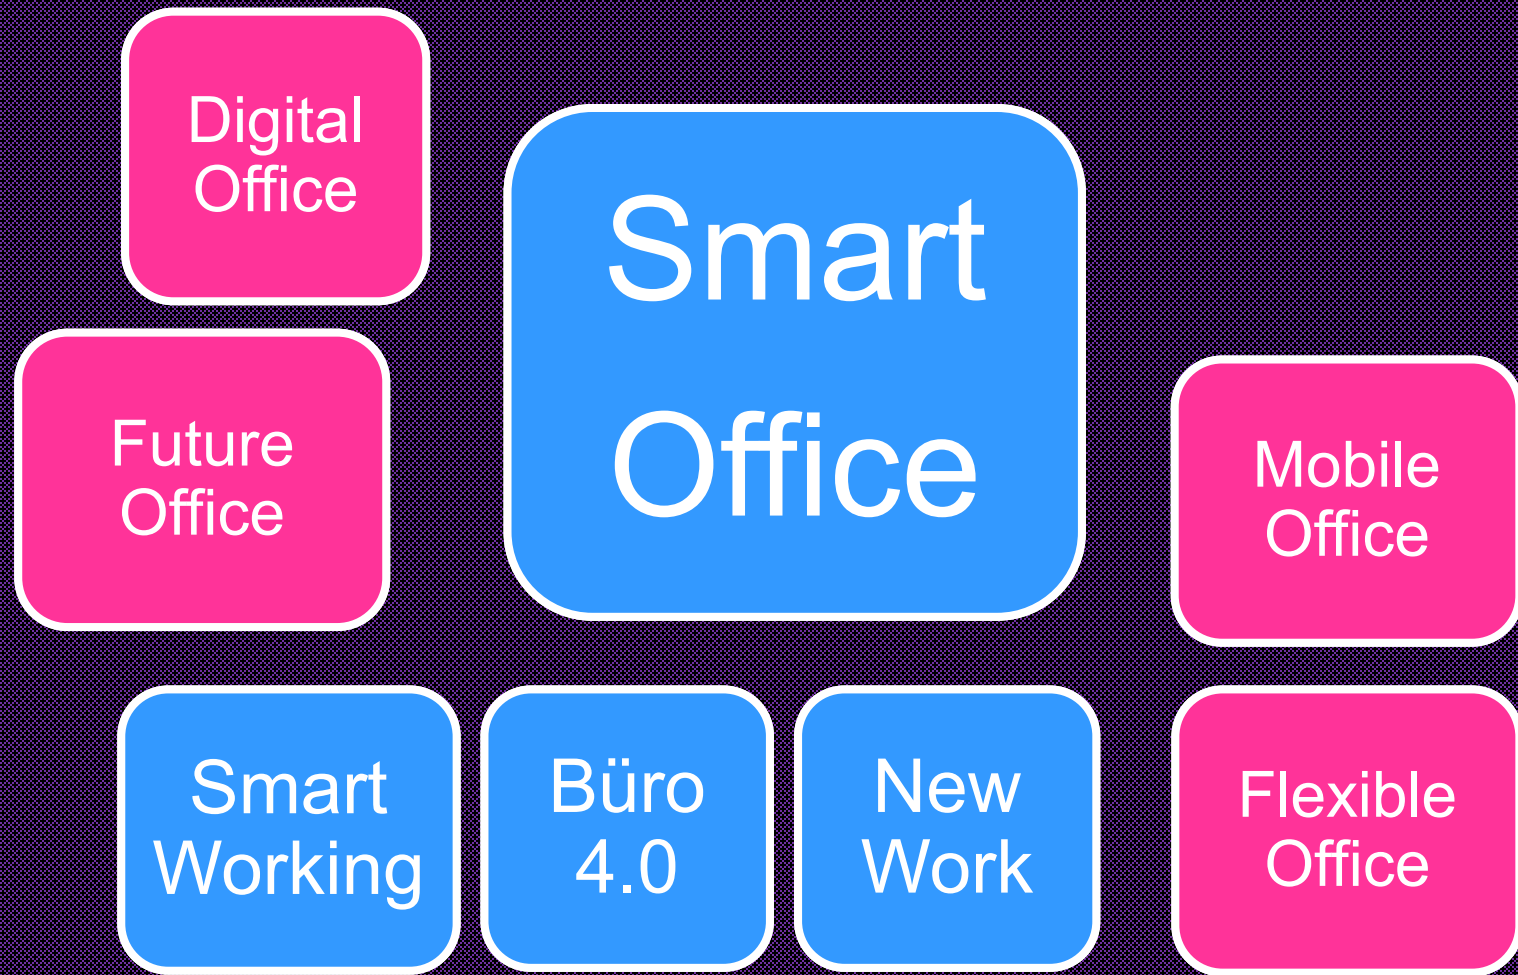 Digital
Office
Smart
Office
Future
Office
Mobile
Office
Smart
Working
Büro
4.0
New
Work
Flexible
Office